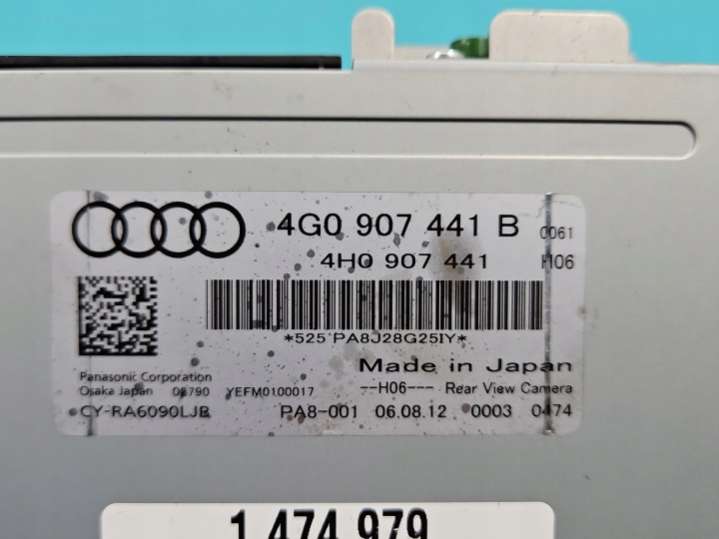 4G0 907 441 B 0061
4H0 907 441 H06
*525 PA8J28G25IY*
Made in Japan
Panasonic Corporation
Osaka Japan YEFM0100017 --H06--- Rear View Camera
CY-RA6090LJP PA8-001 06.08.12 0003 0474
1 474 979